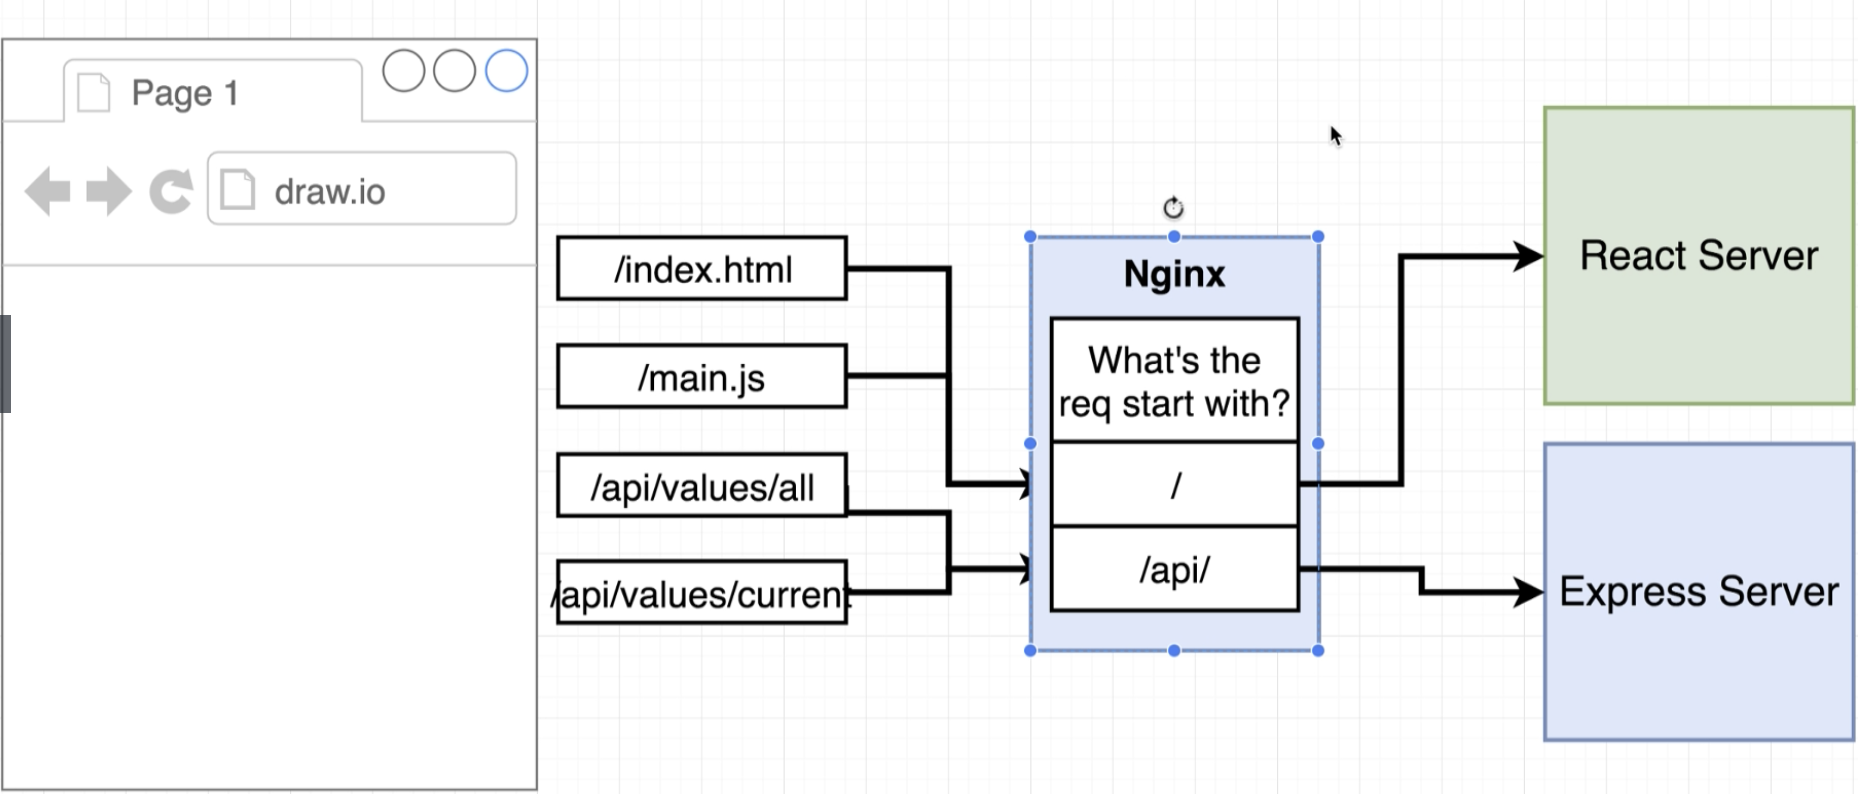 Page 1
draw.io
/index.html
/main.js
/api/values/all
/api/values/current
Nginx
What's the
req start with?
/
/api/
React Server
Express Server